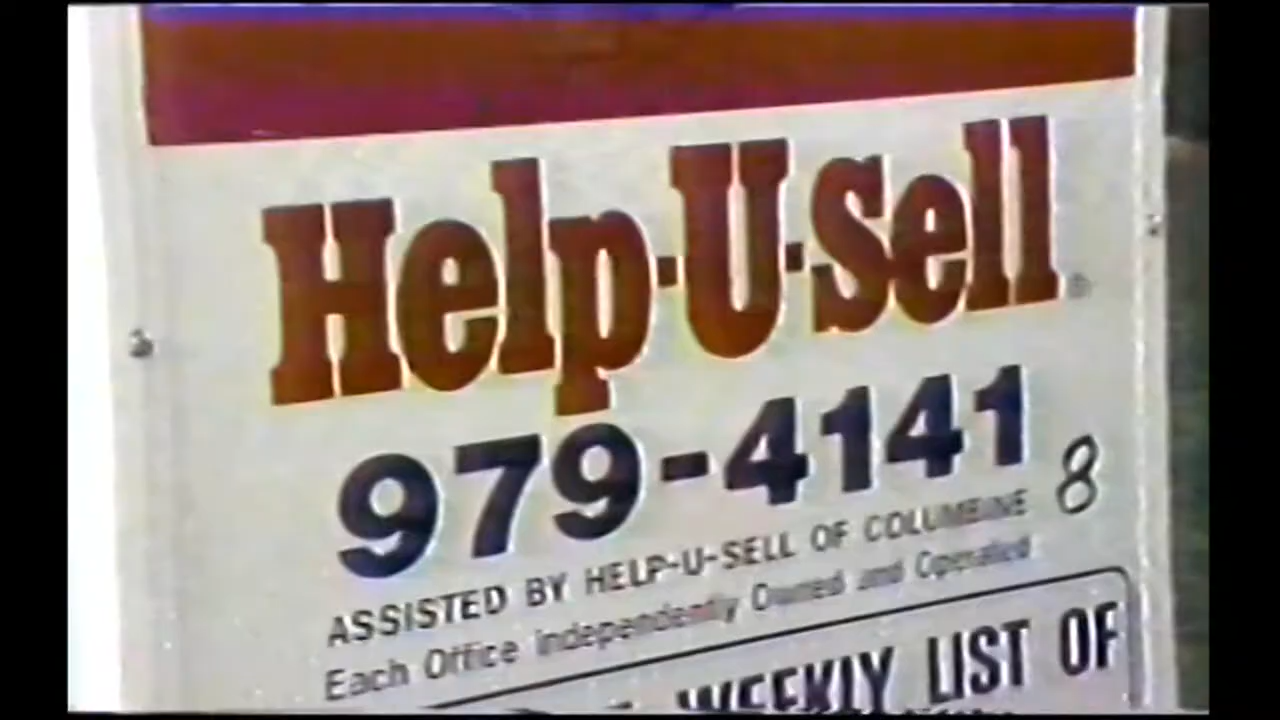 Help-U-Sell®
979-4141
8
ASSISTED BY HELP-U-SELL OF COLUMBINE
Each Office Independently Owned and Operated
WEEKLY LIST OF